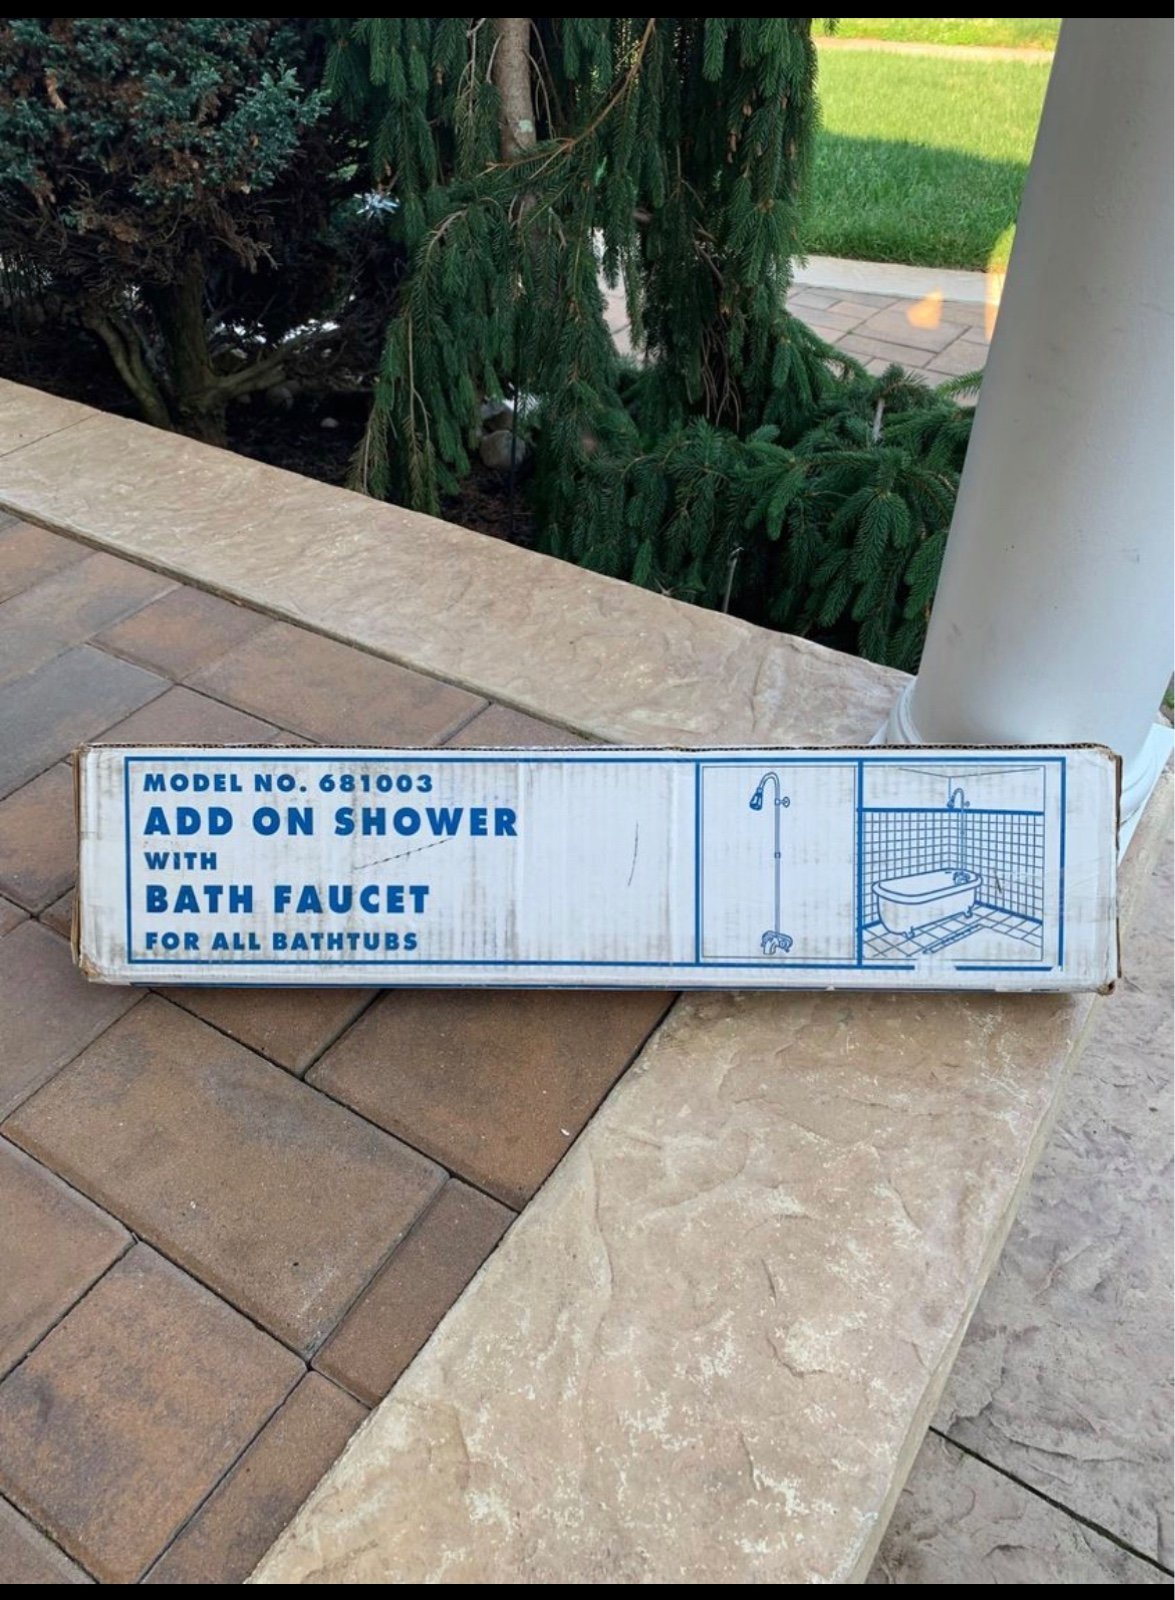 MODEL NO. 681003
ADD ON SHOWER
WITH
BATH FAUCET
FOR ALL BATHTUBS